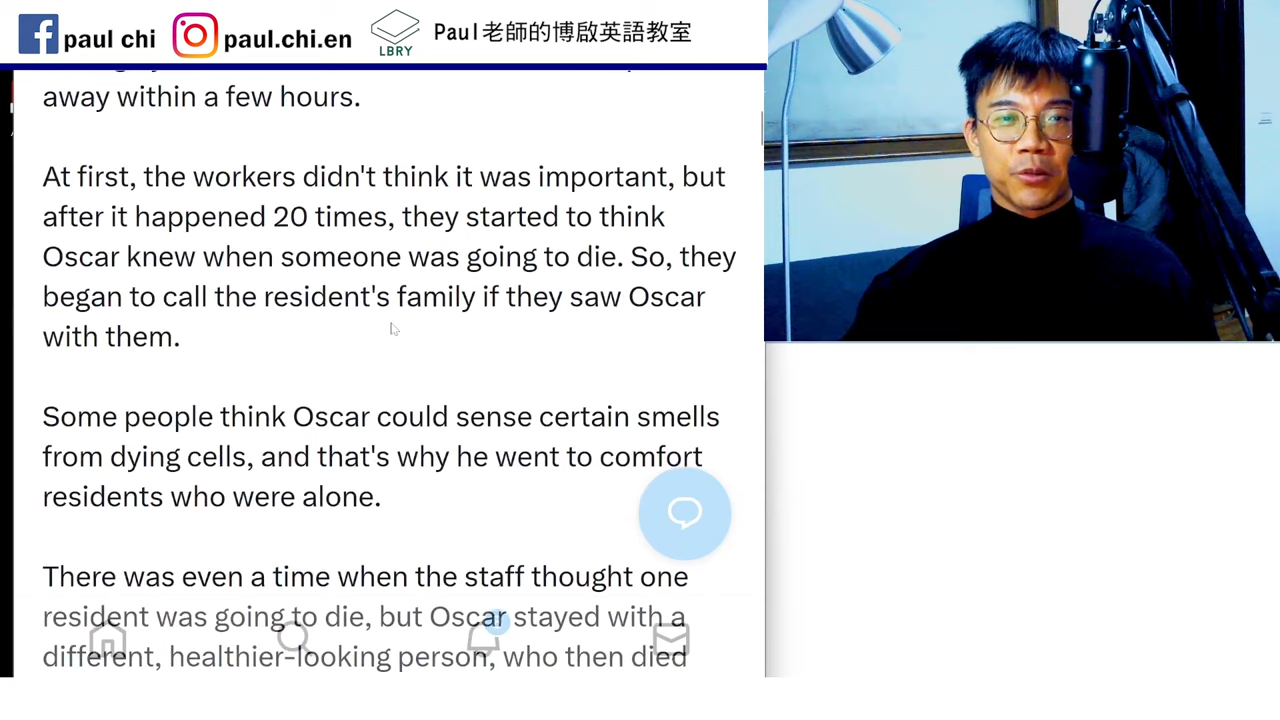 paul chi
paul.chi.en
LBRY
Paul老師的博啟英語教室
away within a few hours.
At first, the workers didn't think it was important, but
after it happened 20 times, they started to think
Oscar knew when someone was going to die. So, they
began to call the resident's family if they saw Oscar
with them.
Some people think Oscar could sense certain smells
from dying cells, and that's why he went to comfort
residents who were alone.
There was even a time when the staff thought one
resident was going to die, but Oscar stayed with a
different, healthier-looking person, who then died